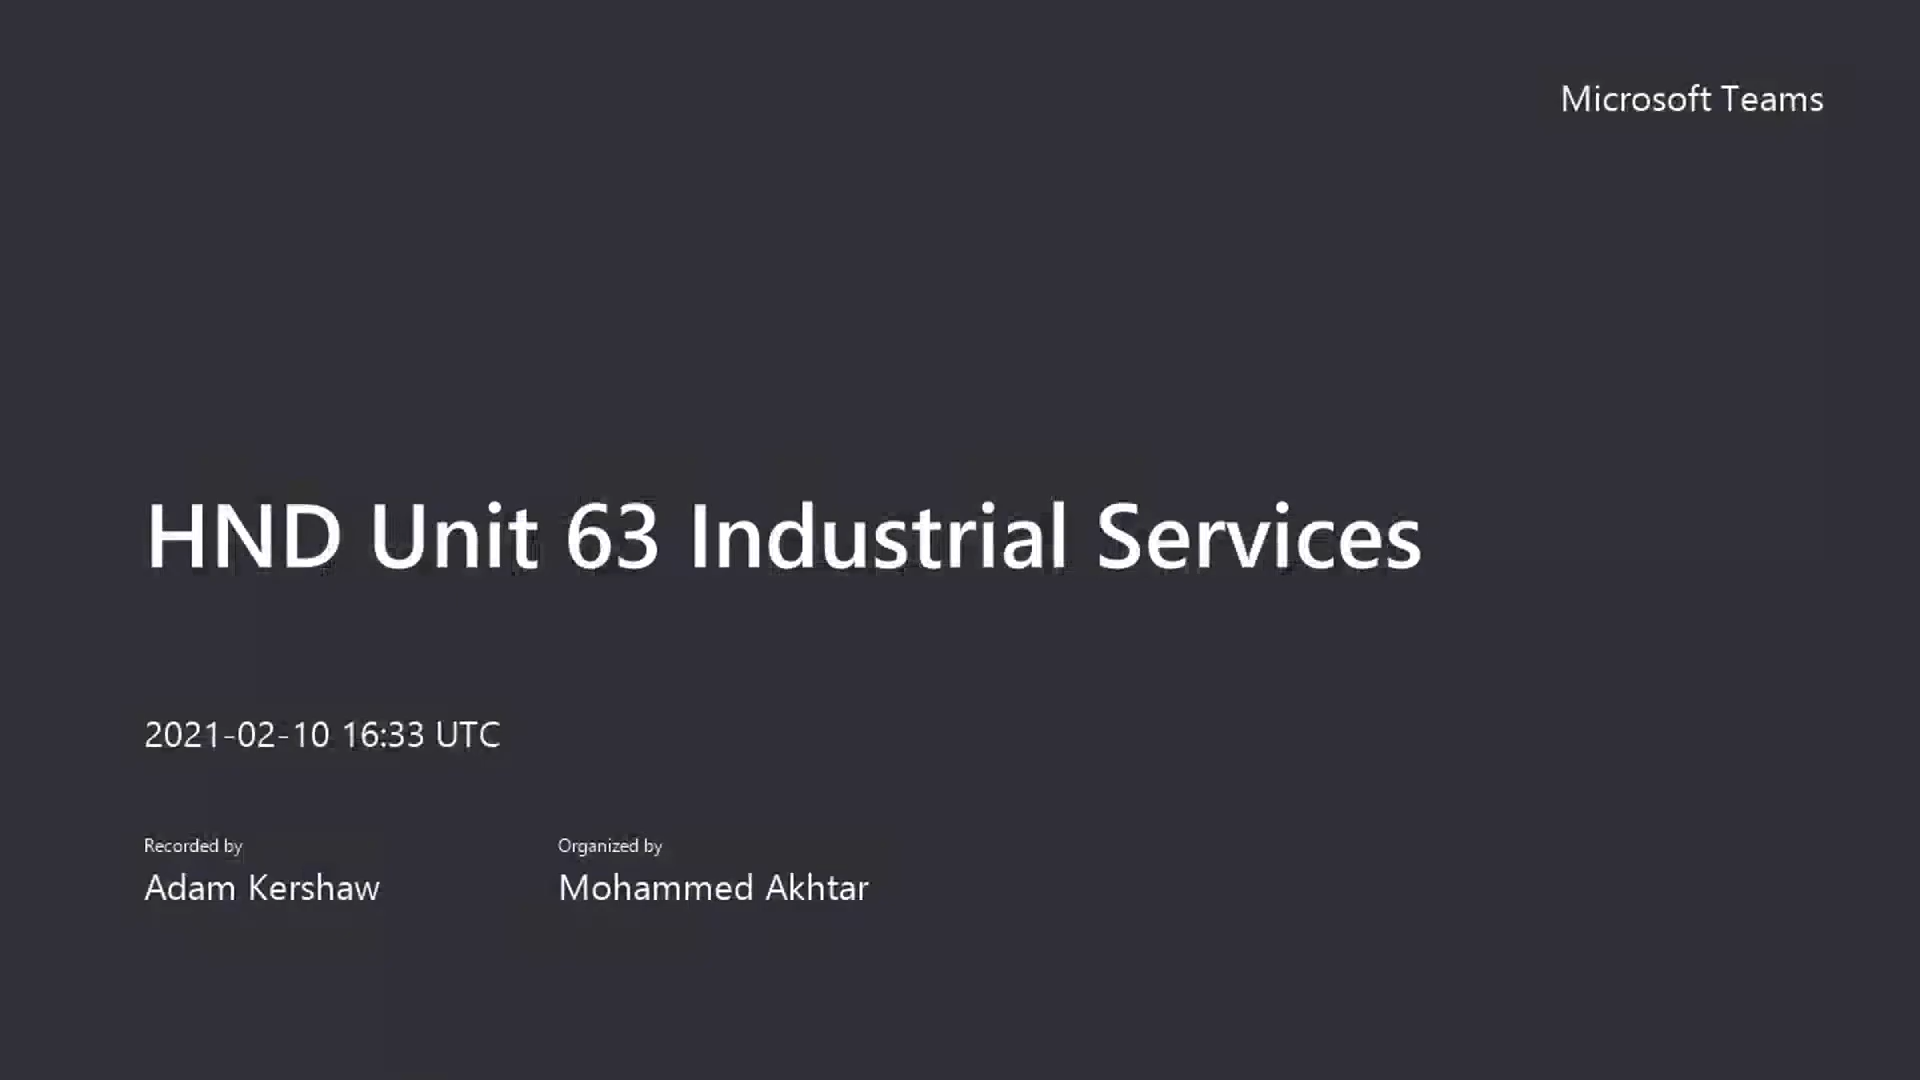 Microsoft Teams
HND Unit 63 Industrial Services
2021-02-10 16:33 UTC
Recorded by
Adam Kershaw
Organized by
Mohammed Akhtar